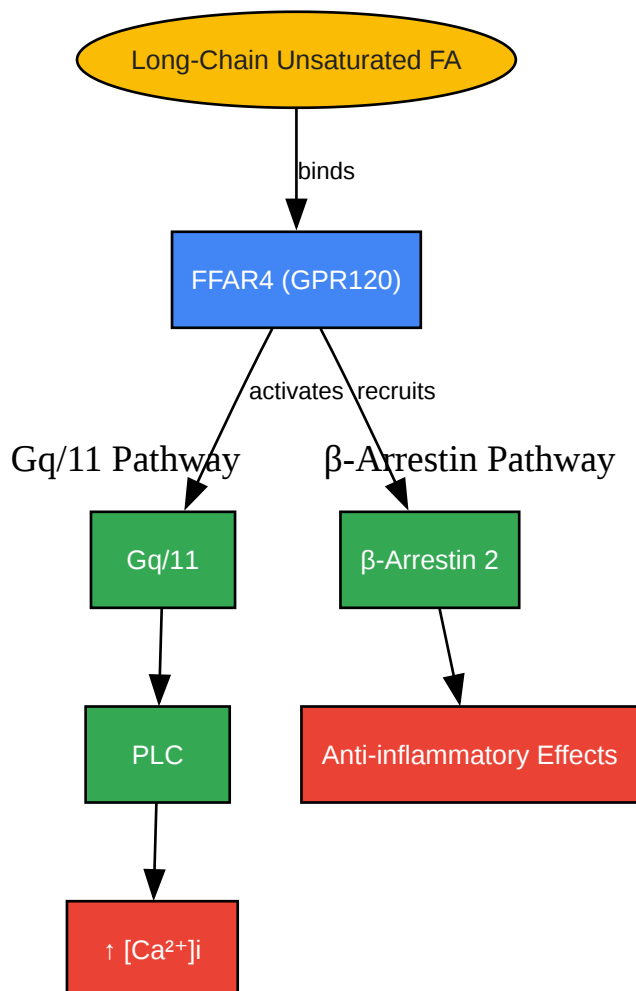 Long-Chain Unsaturated FA
binds
FFAR4 (GPR120)
activates
recruits
Gq/11 Pathway
β-Arrestin Pathway
Gq/11
β-Arrestin 2
PLC
Anti-inflammatory Effects
↑ [Ca²⁺]i